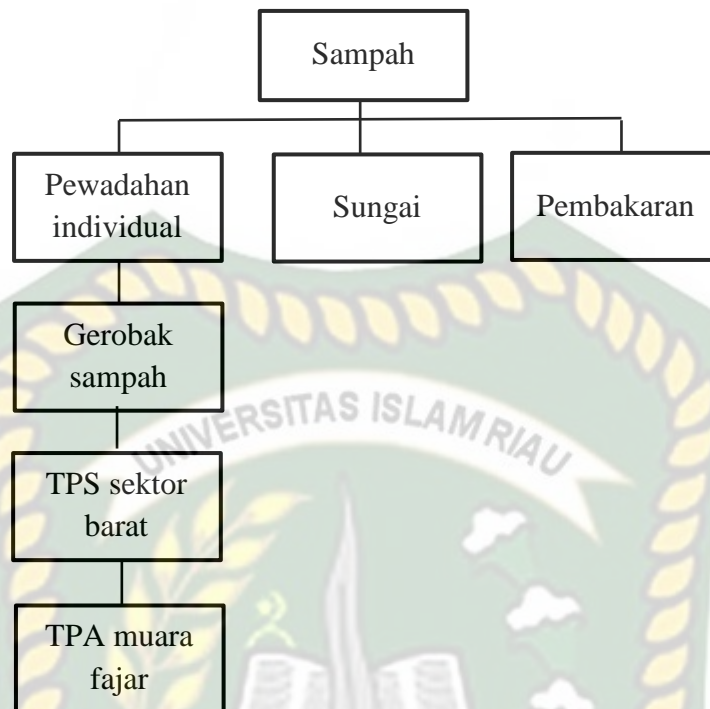 Sampah
Pewadahan
individual
Sungai
Pembakaran
Gerobak
sampah
UNIVERSITAS ISLAM RIAU
TPS sektor
barat
TPA muara
fajar